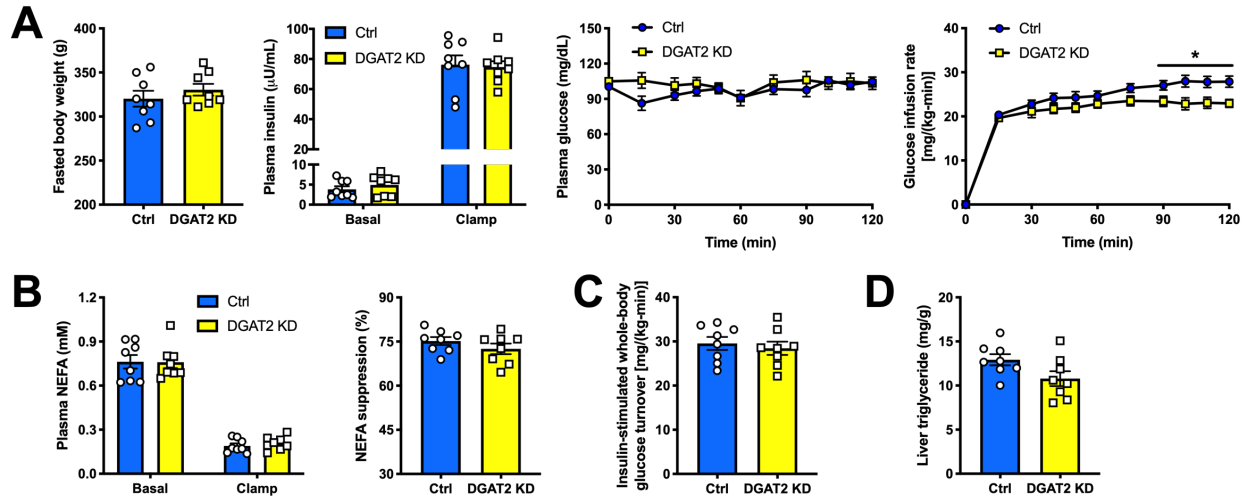 A
Fasted body weight (g)
400
350
300
250
200
Ctrl
DGAT2 KD
Plasma insulin (μU/mL)
100
80
60
40
20
10
5
0
Ctrl
DGAT2 KD
Basal
Clamp
Plasma glucose (mg/dL)
150
120
90
60
30
0
Ctrl
DGAT2 KD
0
30
60
90
120
Time (min)
Glucose infusion rate
[mg/(kg-min)]
40
30
20
10
0
Ctrl
DGAT2 KD
*
0
30
60
90
120
Time (min)
B
Plasma NEFA (mM)
1.2
0.9
0.6
0.3
0.0
Ctrl
DGAT2 KD
Basal
Clamp
NEFA suppression (%)
90
75
60
45
30
Ctrl
DGAT2 KD
C
Insulin-stimulated whole-body
glucose turnover [mg/(kg-min)]
40
30
20
10
0
Ctrl
DGAT2 KD
D
Liver triglyceride (mg/g)
20
15
10
5
0
Ctrl
DGAT2 KD